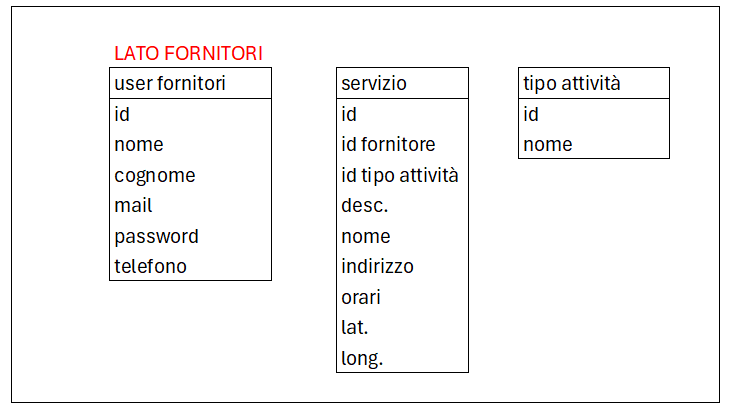 LATO FORNITORI
user fornitori
id
nome
cognome
mail
password
telefono
servizio
id
id fornitore
id tipo attività
desc.
nome
indirizzo
orari
lat.
long.
tipo attività
id
nome